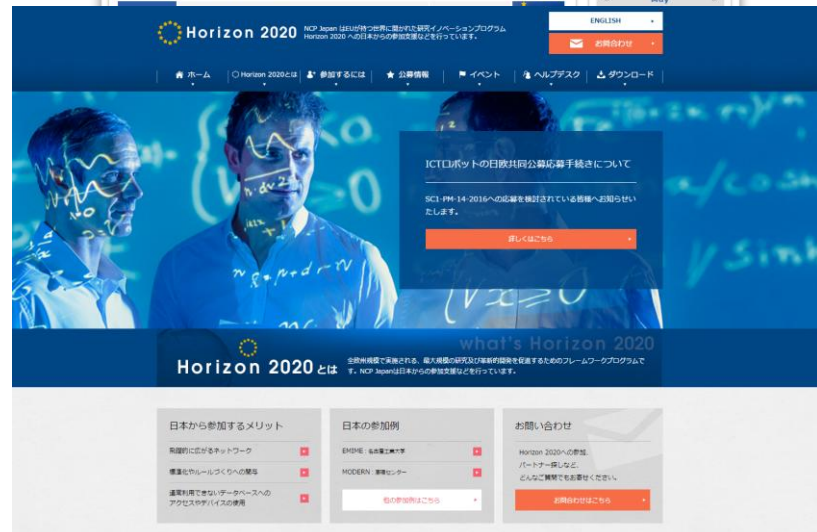 Horizon 2020
NCP Japan はEUが持つ世界に開かれた研究イノベーションプログラム
Horizon 2020 への日本からの参加支援などを行っています。
ENGLISH
お問合わせ
ホーム
Horizon 2020とは
参加するには
公募情報
イベント
ヘルプデスク
ダウンロード
ICTロボットの日欧共同公募応募手続きについて
SC1-PM-14-2016への応募を検討されている皆様へお知らせい
たします。
詳しくはこちら
what's Horizon 2020
Horizon 2020 とは
全欧州規模で実施される、最大規模の研究及び革新的開発を促進するためのフレームワークプログラムで
す。NCP Japanは日本からの参加支援などを行っています。
日本から参加するメリット
飛躍的に広がるネットワーク
標準化やルールづくりへの関与
通常利用できないデータベースへの
アクセスやデバイスの使用
日本の参加例
EMIME : 名古屋工業大学
MODERN :
他の参加例はこちら
お問い合わせ
Horizon 2020への参加、
パートナー探しなど、
どんなご質問でもお寄せください。
お問合わせはこちら